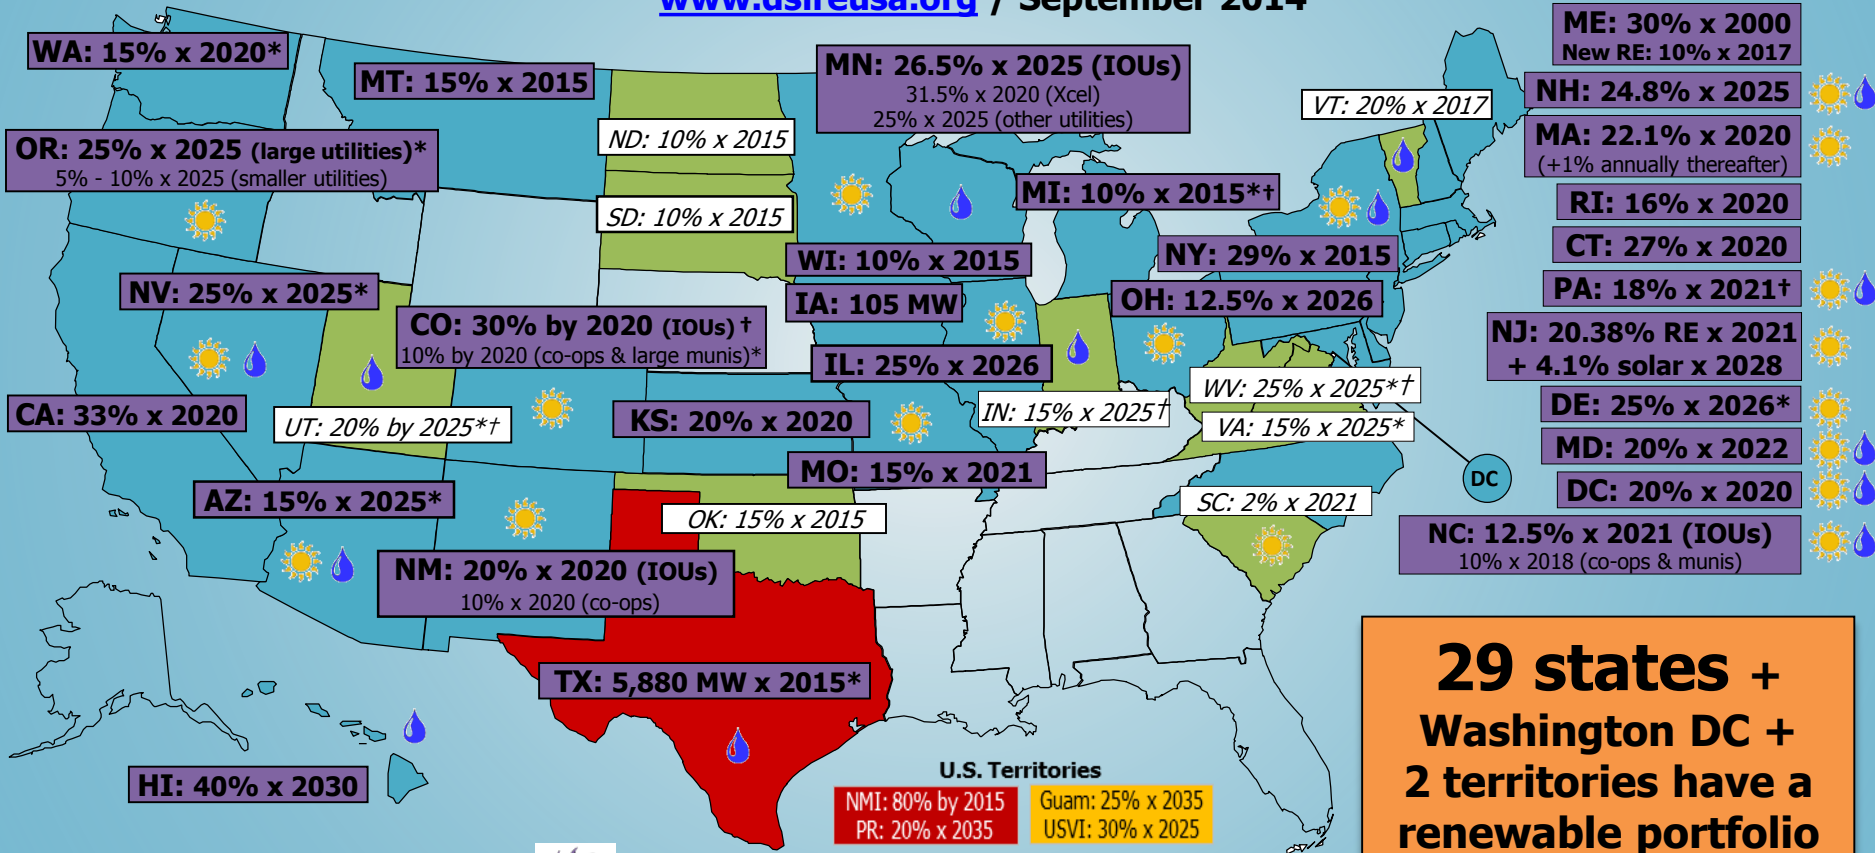 www.dsireusa.org / September 2014
WA: 15% x 2020*
MT: 15% x 2015
MN: 26.5% x 2025 (IOUs)
31.5% x 2020 (Xcel)
25% x 2025 (other utilities)
ME: 30% x 2000
New RE: 10% x 2017
VT: 20% x 2017
NH: 24.8% x 2025
ND: 10% x 2015
MA: 22.1% x 2020
(+1% annually thereafter)
OR: 25% x 2025 (large utilities)*
5% - 10% x 2025 (smaller utilities)
MI: 10% x 2015*†
RI: 16% x 2020
SD: 10% x 2015
WI: 10% x 2015
NY: 29% x 2015
CT: 27% x 2020
NV: 25% x 2025*
IA: 105 MW
OH: 12.5% x 2026
PA: 18% x 2021†
CO: 30% by 2020 (IOUs) †
10% by 2020 (co-ops & large munis)*
NJ: 20.38% RE x 2021
+ 4.1% solar x 2028
IL: 25% x 2026
WV: 25% x 2025*†
CA: 33% x 2020
UT: 20% by 2025*†
KS: 20% x 2020
IN: 15% x 2025†
VA: 15% x 2025*
DE: 25% x 2026*
MD: 20% x 2022
MO: 15% x 2021
DC
DC: 20% x 2020
AZ: 15% x 2025*
OK: 15% x 2015
SC: 2% x 2021
NC: 12.5% x 2021 (IOUs)
10% x 2018 (co-ops & munis)
NM: 20% x 2020 (IOUs)
10% x 2020 (co-ops)
TX: 5,880 MW x 2015*
HI: 40% x 2030
U.S. Territories
NMI: 80% by 2015
PR: 20% x 2035
Guam: 25% x 2035
USVI: 30% x 2025
29 states +
Washington DC +
2 territories have a
renewable portfolio